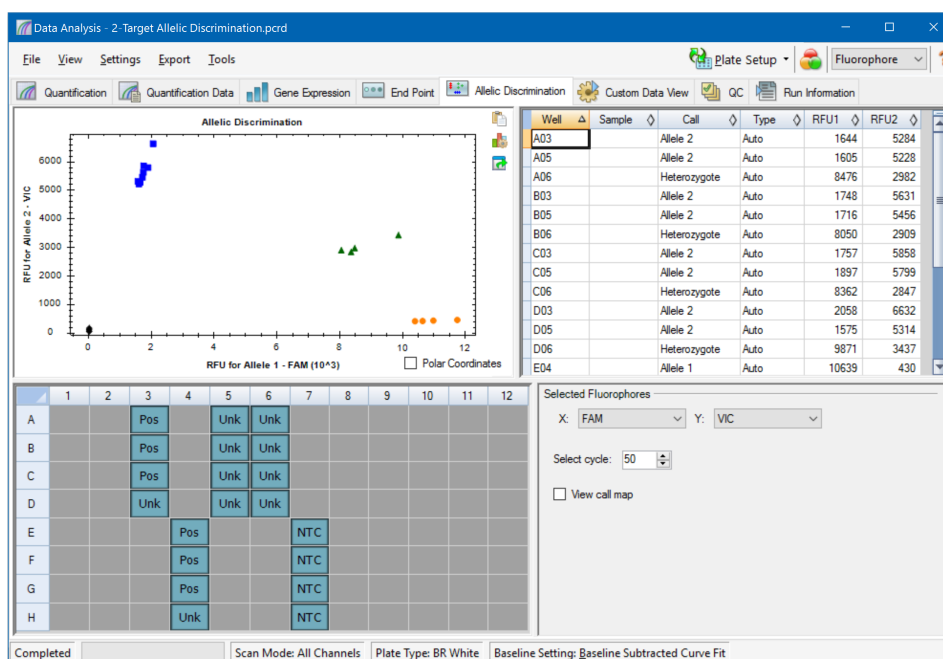 Data Analysis - 2-Target Allelic Discrimination.pcrd
File View Settings Export Tools Plate Setup Fluorophore
Quantification Quantification Data Gene Expression End Point Allelic Discrimination Custom Data View QC Run Information
Allelic Discrimination
RFU for Allele 2 - VIC
6000
5000
4000
3000
2000
1000
0
0 2 4 6 8 10 12
RFU for Allele 1 - FAM (10^3)
Polar Coordinates
Well Sample Call Type RFU1 RFU2
A03 Allele 2 Auto 1644 5284
A05 Allele 2 Auto 1605 5228
A06 Heterozygote Auto 8476 2982
B03 Allele 2 Auto 1748 5631
B05 Allele 2 Auto 1716 5456
B06 Heterozygote Auto 8050 2909
C03 Allele 2 Auto 1757 5858
C05 Allele 2 Auto 1897 5799
C06 Heterozygote Auto 8362 2847
D03 Allele 2 Auto 2058 6632
D05 Allele 2 Auto 1575 5314
D06 Heterozygote Auto 9871 3437
E04 Allele 1 Auto 10639 430
1 2 3 4 5 6 7 8 9 10 11 12
A Pos Unk Unk
B Pos Unk Unk
C Pos Unk Unk
D Unk Unk Unk
E Pos NTC
F Pos NTC
G Pos NTC
H Unk NTC
Selected Fluorophores
X: FAM Y: VIC
Select cycle: 50
View call map
Completed Scan Mode: All Channels Plate Type: BR White Baseline Setting: Baseline Subtracted Curve Fit